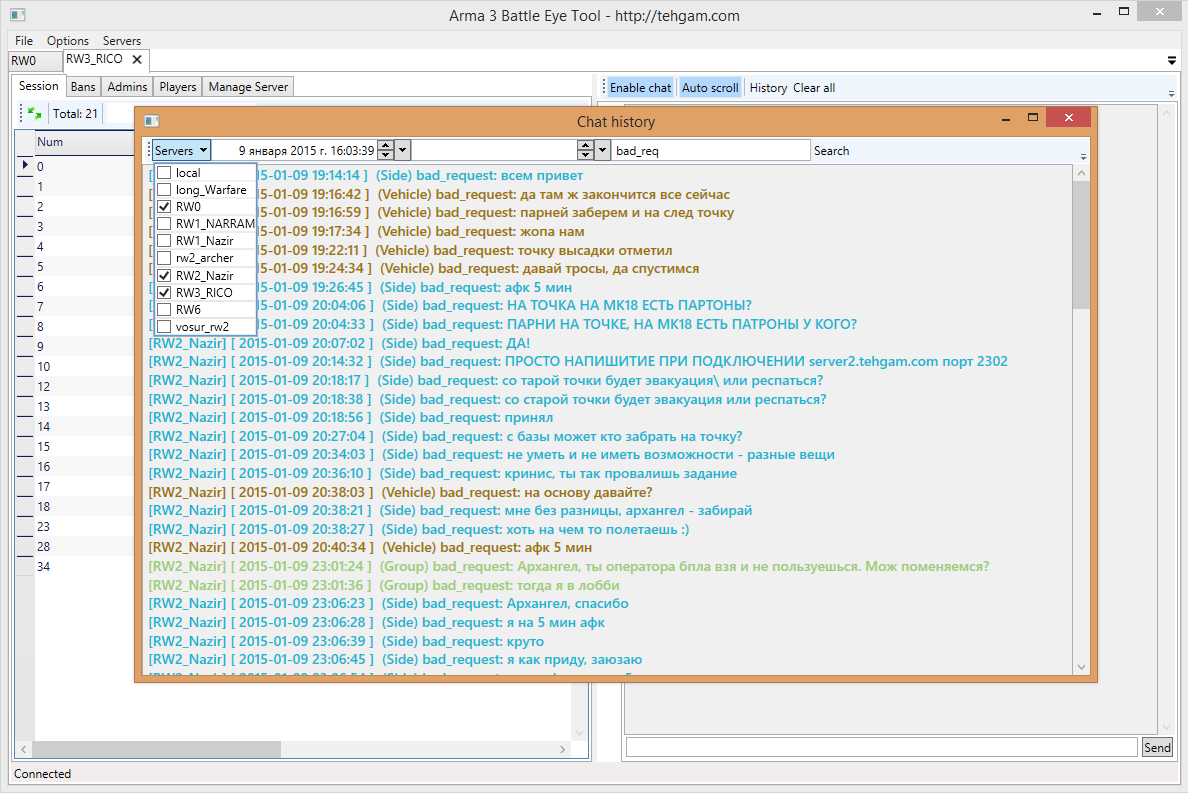 Arma 3 Battle Eye Tool - http://tehgam.com
File Options Servers
RW0 RW3_RICO
Session Bans Admins Players Manage Server
Enable chat Auto scroll History Clear all
Total: 21
Num
0
1
2
3
4
5
6
7
8
9
10
12
13
14
15
16
17
18
23
28
34
Chat history
Servers 9 января 2015 г. 16:03:39 bad_req Search
local
long_Warfare
RW0
RW1_NARRAM
RW1_Nazir
rw2_archer
RW2_Nazir
RW3_RICO
RW6
vosur_rw2
15-01-09 19:14:14 ] (Side) bad_request: всем привет
15-01-09 19:16:42 ] (Vehicle) bad_request: да там ж закончится все сейчас
15-01-09 19:16:59 ] (Vehicle) bad_request: парней заберем и на след точку
15-01-09 19:17:34 ] (Vehicle) bad_request: жопа нам
15-01-09 19:22:11 ] (Vehicle) bad_request: точку высадки отметил
15-01-09 19:24:34 ] (Vehicle) bad_request: давай тросы, да спустимся
15-01-09 19:26:45 ] (Side) bad_request: афк 5 мин
15-01-09 20:04:06 ] (Side) bad_request: НА ТОЧКА НА МК18 ЕСТЬ ПАРТОНЫ?
15-01-09 20:04:33 ] (Side) bad_request: ПАРНИ НА ТОЧКЕ, НА МК18 ЕСТЬ ПАТРОНЫ У КОГО?
[RW2_Nazir] [ 2015-01-09 20:07:02 ] (Side) bad_request: ДА!
[RW2_Nazir] [ 2015-01-09 20:14:32 ] (Side) bad_request: ПРОСТО НАПИШИТИЕ ПРИ ПОДКЛЮЧЕНИИ server2.tehgam.com порт 2302
[RW2_Nazir] [ 2015-01-09 20:18:17 ] (Side) bad_request: со тарой точки будет эвакуация\ или респаться?
[RW2_Nazir] [ 2015-01-09 20:18:38 ] (Side) bad_request: со старой точки будет эвакуация или респаться?
[RW2_Nazir] [ 2015-01-09 20:18:56 ] (Side) bad_request: принял
[RW2_Nazir] [ 2015-01-09 20:27:04 ] (Side) bad_request: с базы может кто забрать на точку?
[RW2_Nazir] [ 2015-01-09 20:34:03 ] (Side) bad_request: не уметь и не иметь возможности - разные вещи
[RW2_Nazir] [ 2015-01-09 20:36:10 ] (Side) bad_request: кринис, ты так провалишь задание
[RW2_Nazir] [ 2015-01-09 20:38:03 ] (Vehicle) bad_request: на основу давайте?
[RW2_Nazir] [ 2015-01-09 20:38:21 ] (Side) bad_request: мне без разницы, архангел - забирай
[RW2_Nazir] [ 2015-01-09 20:38:27 ] (Side) bad_request: хоть на чем то полетаешь :)
[RW2_Nazir] [ 2015-01-09 20:40:34 ] (Vehicle) bad_request: афк 5 мин
[RW2_Nazir] [ 2015-01-09 23:01:24 ] (Group) bad_request: Архангел, ты оператора бпла взя и не пользуешься. Мож поменяемся?
[RW2_Nazir] [ 2015-01-09 23:01:36 ] (Group) bad_request: тогда я в лобби
[RW2_Nazir] [ 2015-01-09 23:06:23 ] (Side) bad_request: Архангел, спасибо
[RW2_Nazir] [ 2015-01-09 23:06:28 ] (Side) bad_request: я на 5 мин афк
[RW2_Nazir] [ 2015-01-09 23:06:39 ] (Side) bad_request: круто
[RW2_Nazir] [ 2015-01-09 23:06:45 ] (Side) bad_request: я как приду, заюзаю
Send
Connected